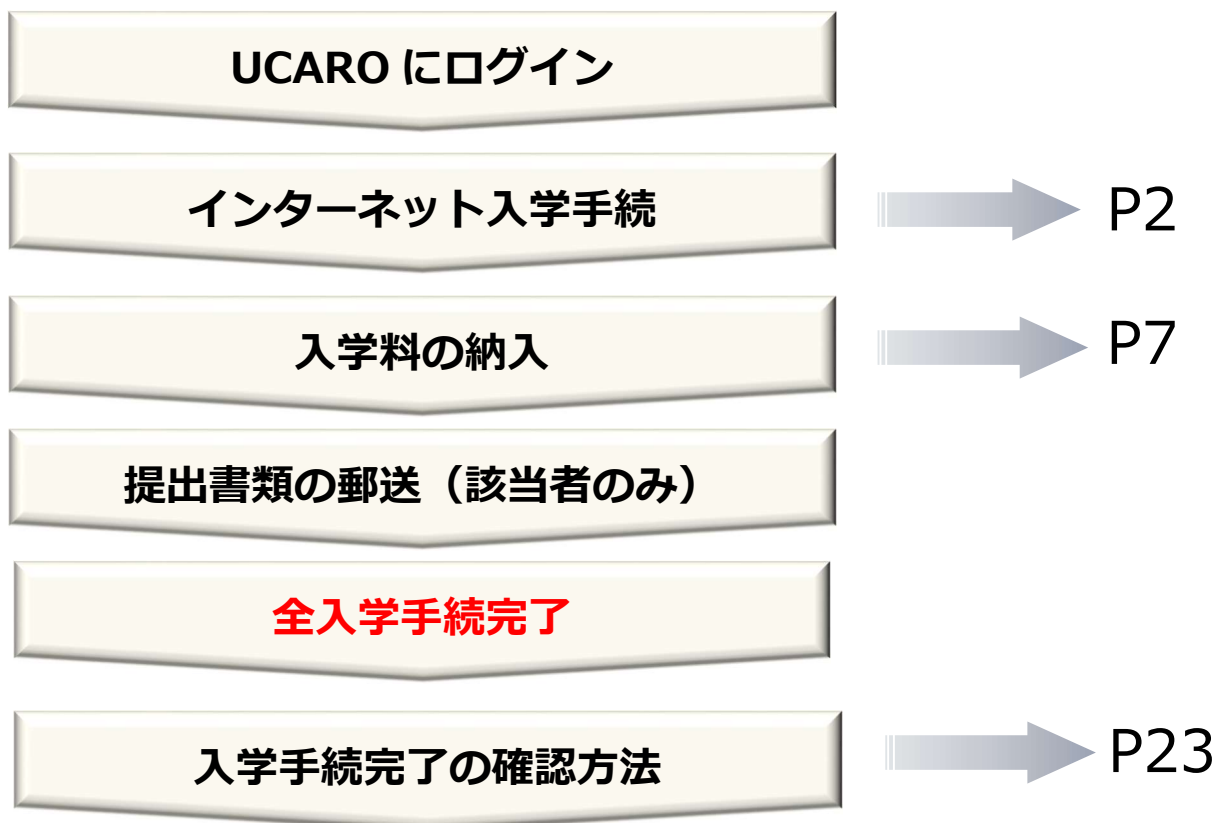 UCARO にログイン
インターネット入学手続
P2
入学料の納入
P7
提出書類の郵送（該当者のみ）
全入学手続完了
入学手続完了の確認方法
P23